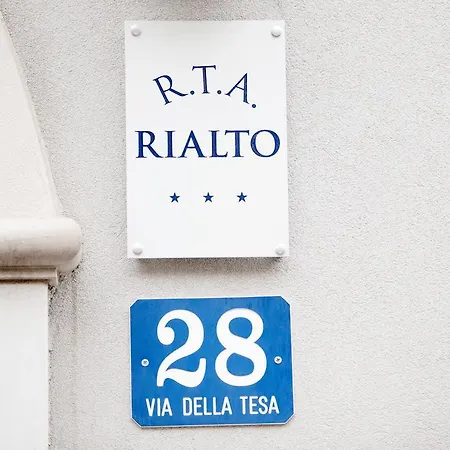 R.T.A.
RIALTO
★ ★ ★
28
VIA DELLA TESA